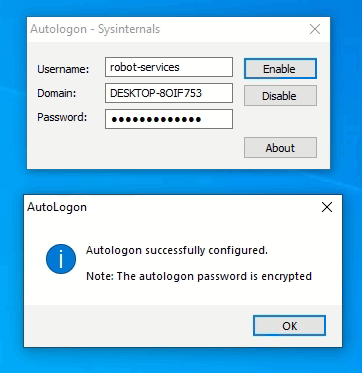 Autologon - Sysinternals
Username: robot-services Enable
Domain: DESKTOP-8OIF753 Disable
Password: •••••••••••••
About
AutoLogon
Autologon successfully configured.
Note: The autologon password is encrypted
OK